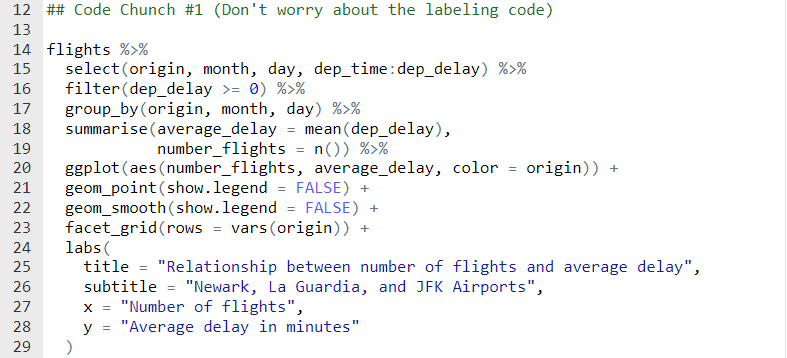 12 ## Code Chunch #1 (Don't worry about the labeling code)
13
14 flights %>%
15   select(origin, month, day, dep_time:dep_delay) %>%
16   filter(dep_delay >= 0) %>%
17   group_by(origin, month, day) %>%
18   summarise(average_delay = mean(dep_delay),
19             number_flights = n()) %>%
20   ggplot(aes(number_flights, average_delay, color = origin)) +
21   geom_point(show.legend = FALSE) +
22   geom_smooth(show.legend = FALSE) +
23   facet_grid(rows = vars(origin)) +
24   labs(
25     title = "Relationship between number of flights and average delay",
26     subtitle = "Newark, La Guardia, and JFK Airports",
27     x = "Number of flights",
28     y = "Average delay in minutes"
29   )